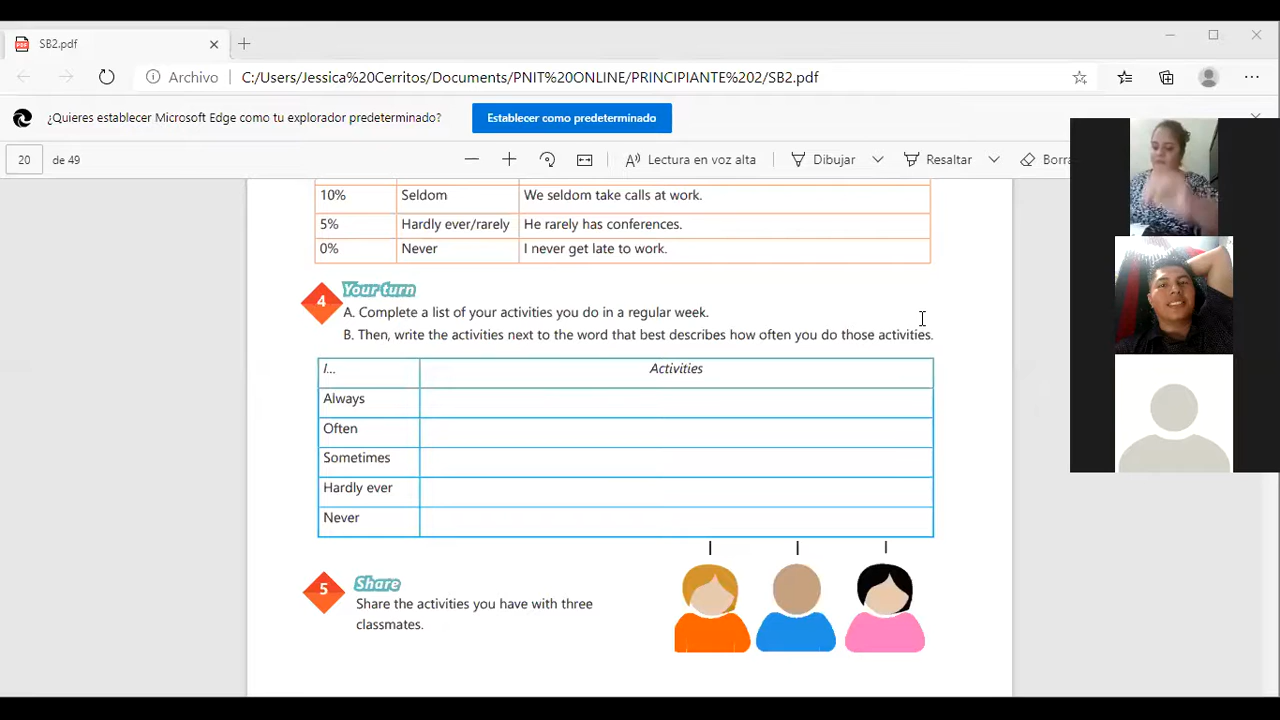 SB2.pdf
Archivo C:/Users/Jessica%20Cerritos/Documents/PNIT%20ONLINE/PRINCIPIANTE%202/SB2.pdf
¿Quieres establecer Microsoft Edge como tu explorador predeterminado? Establecer como predeterminado
20 de 49 Lectura en voz alta Dibujar Resaltar Borra
10% Seldom We seldom take calls at work.
5% Hardly ever/rarely He rarely has conferences.
0% Never I never get late to work.
4 Your turn
A. Complete a list of your activities you do in a regular week.
B. Then, write the activities next to the word that best describes how often you do those activities.
I... Activities
Always
Often
Sometimes
Hardly ever
Never
5 Share
Share the activities you have with three
classmates.